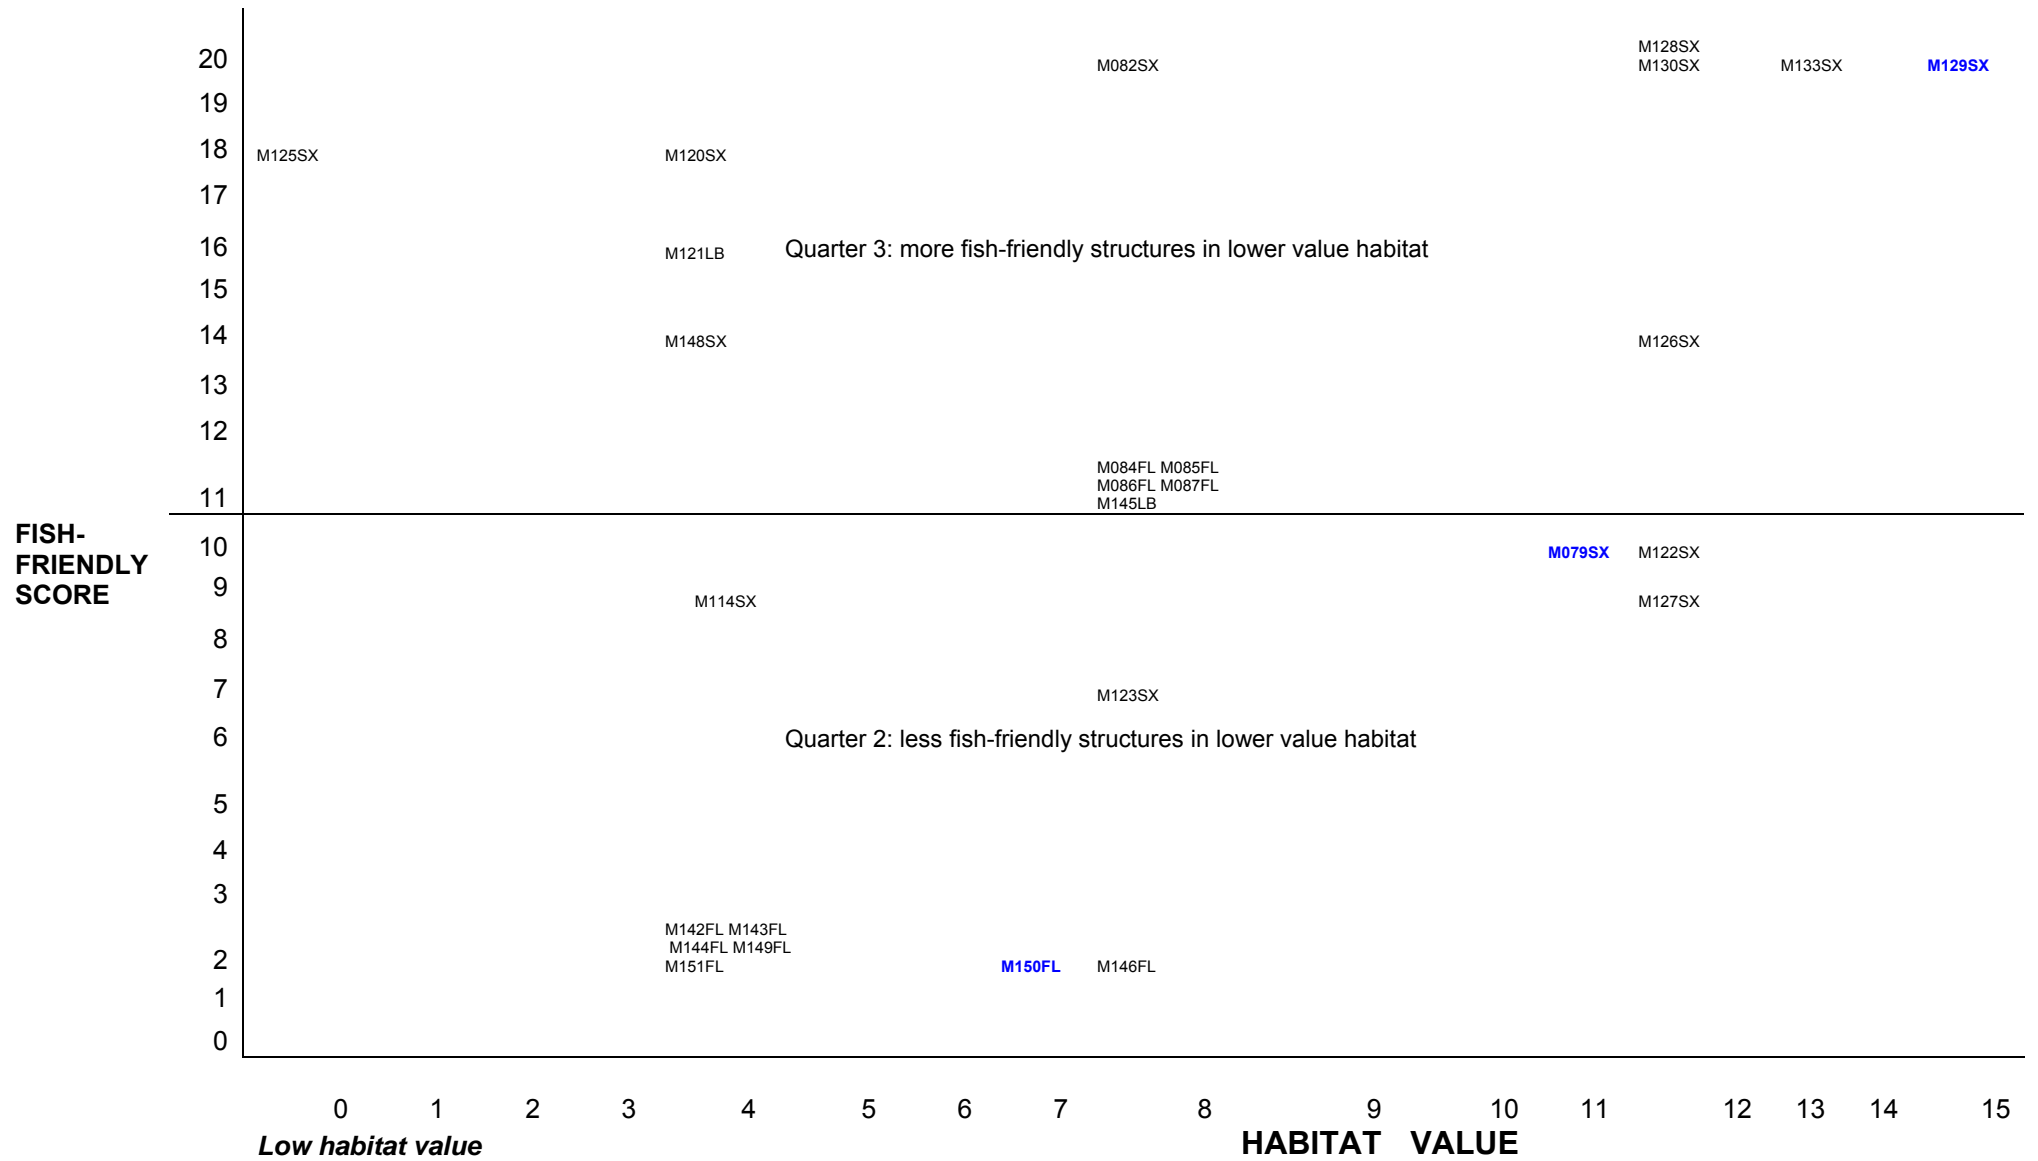 M128SX
20 M082SX M130SX M133SX M129SX
19
18 M125SX M120SX
17
16 M121LB Quarter 3: more fish-friendly structures in lower value habitat
15
14 M148SX M126SX
13
12
M084FL M085FL
M086FL M087FL
11 M145LB
FISH-
FRIENDLY
SCORE
10 M079SX M122SX
9 M114SX M127SX
8
7 M123SX
6 Quarter 2: less fish-friendly structures in lower value habitat
5
4
3
M142FL M143FL
M144FL M149FL
2 M151FL M150FL M146FL
1
0
0 1 2 3 4 5 6 7 8 9 10 11 12 13 14 15
Low habitat value HABITAT VALUE